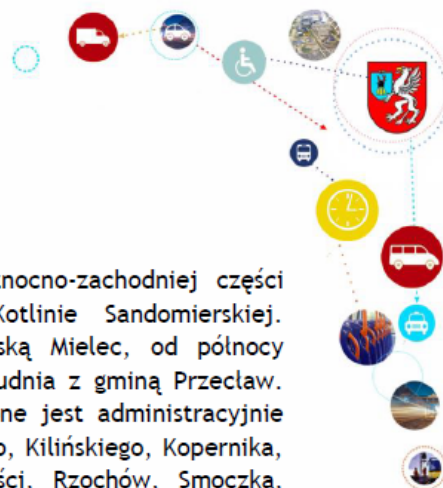 nocno-zachodniej części
Kotlinie Sandomierskiej.
ską Mielec, od północy
udnia z gminą Przecław.
ne jest administracyjnie
o, Kilińskiego, Kopernika,
ści, Rzochów, Smoczka,